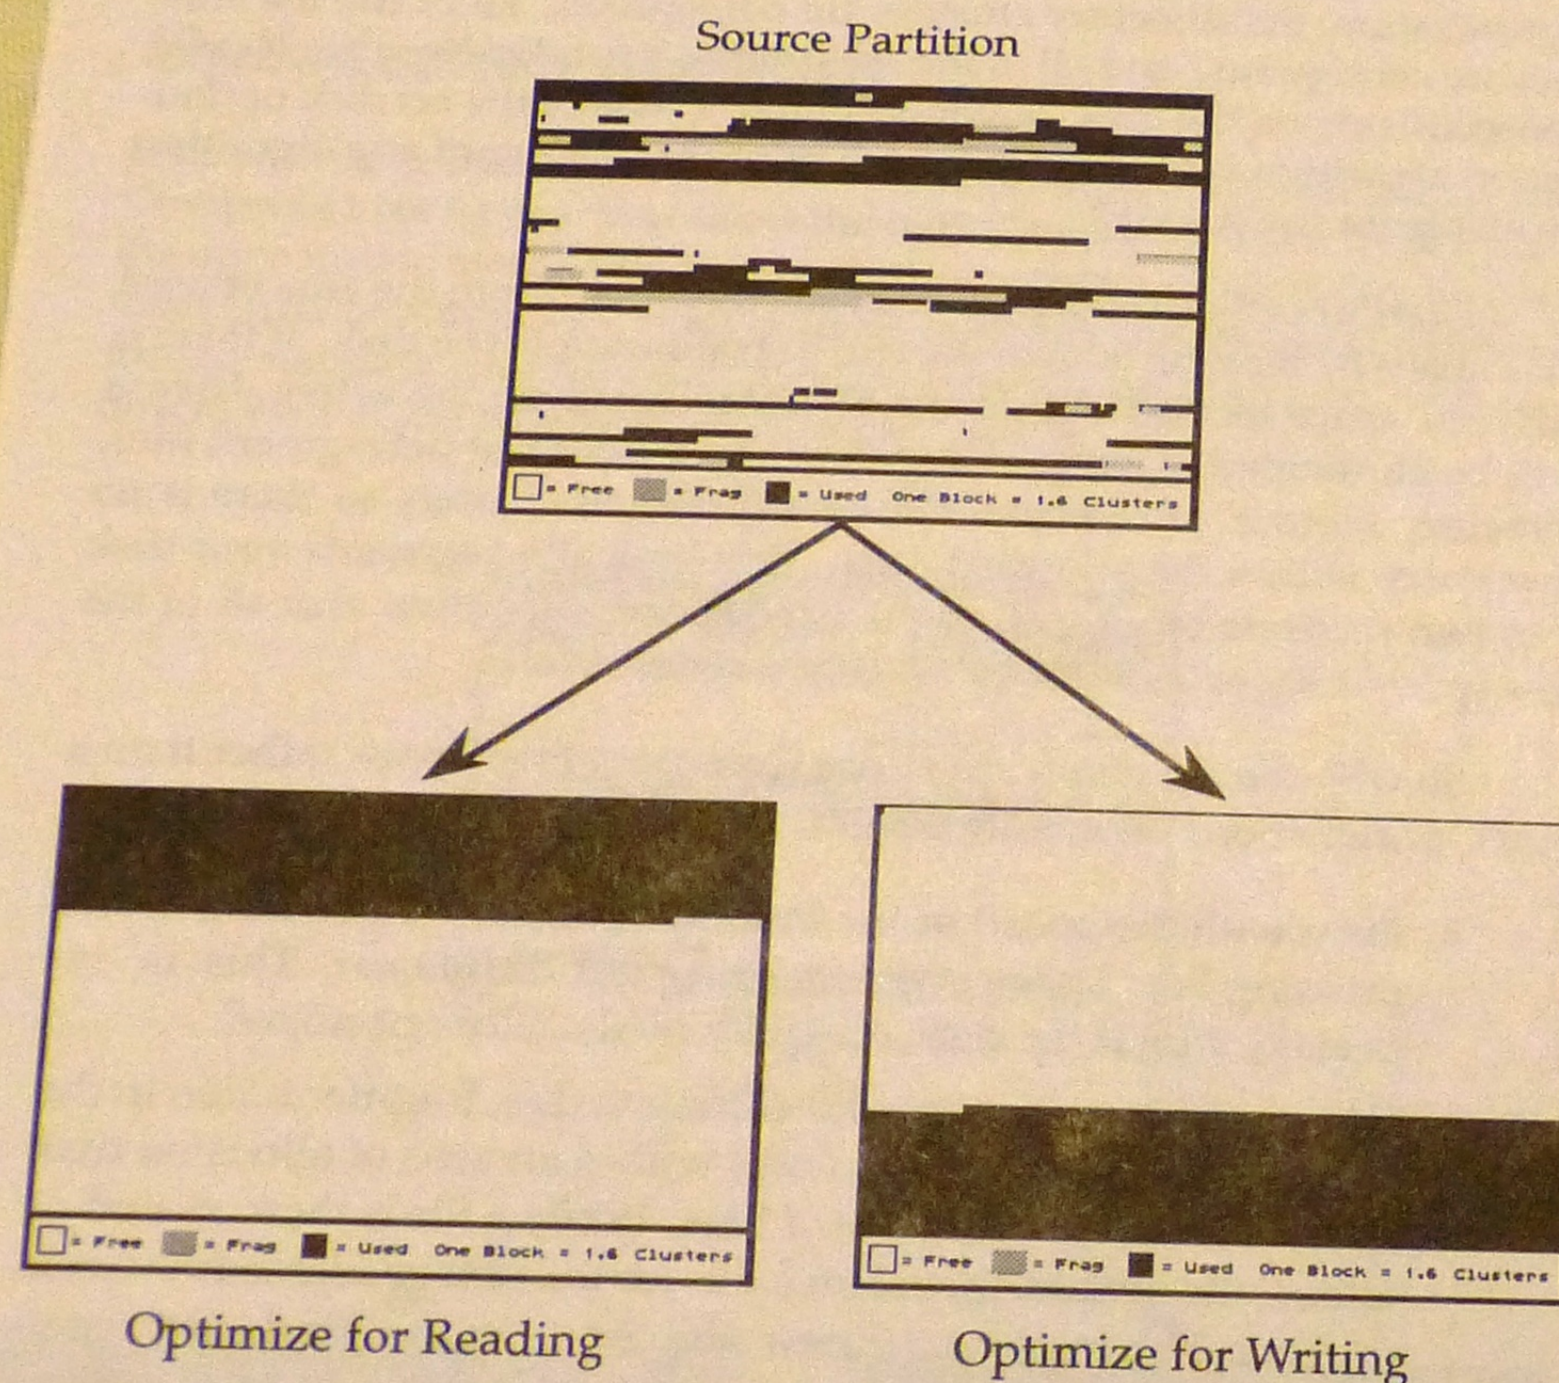 Source Partition
= Free = Frag = Used One Block = 1.6 Clusters
= Free = Frag = Used One Block = 1.6 Clusters
= Free = Frag = Used One Block = 1.6 Clusters
Optimize for Reading
Optimize for Writing